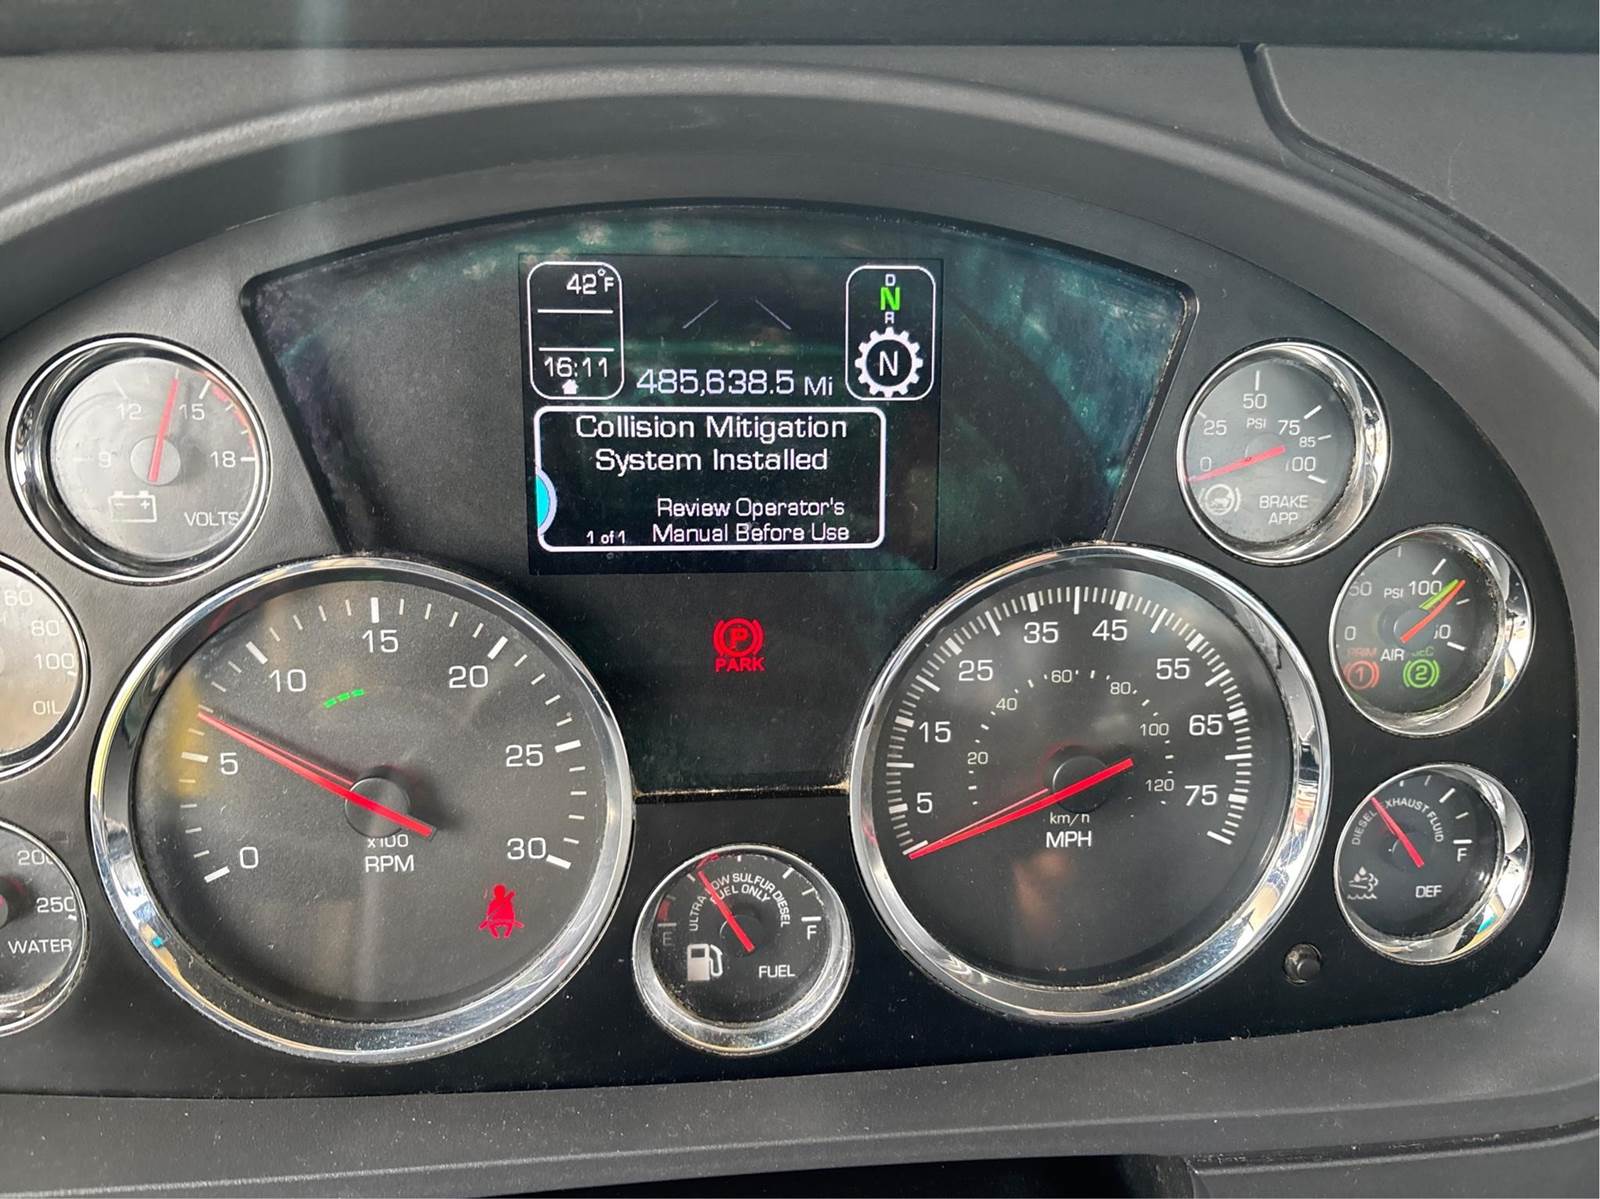 42°F
16:11
485,638.5 Mi
D
N
R
N
Collision Mitigation
System Installed
Review Operator's
1 of 1 Manual Before Use
P
PARK
9 12 15 18
VOLTS
60
80
100
OIL
200
250
WATER
0 5 10 15 20 25 30
x100
RPM
ULTRA LOW SULFUR DIESEL
FUEL ONLY
E F
FUEL
5 15 25 35 45 55 65 75
20 40 60 80 100 120
km/h
MPH
0 25 50 75 85 100
PSI
BRAKE
APP
0 50 100
PSI
PRIM AIR SEC
1 2
DIESEL EXHAUST FLUID
F
DEF